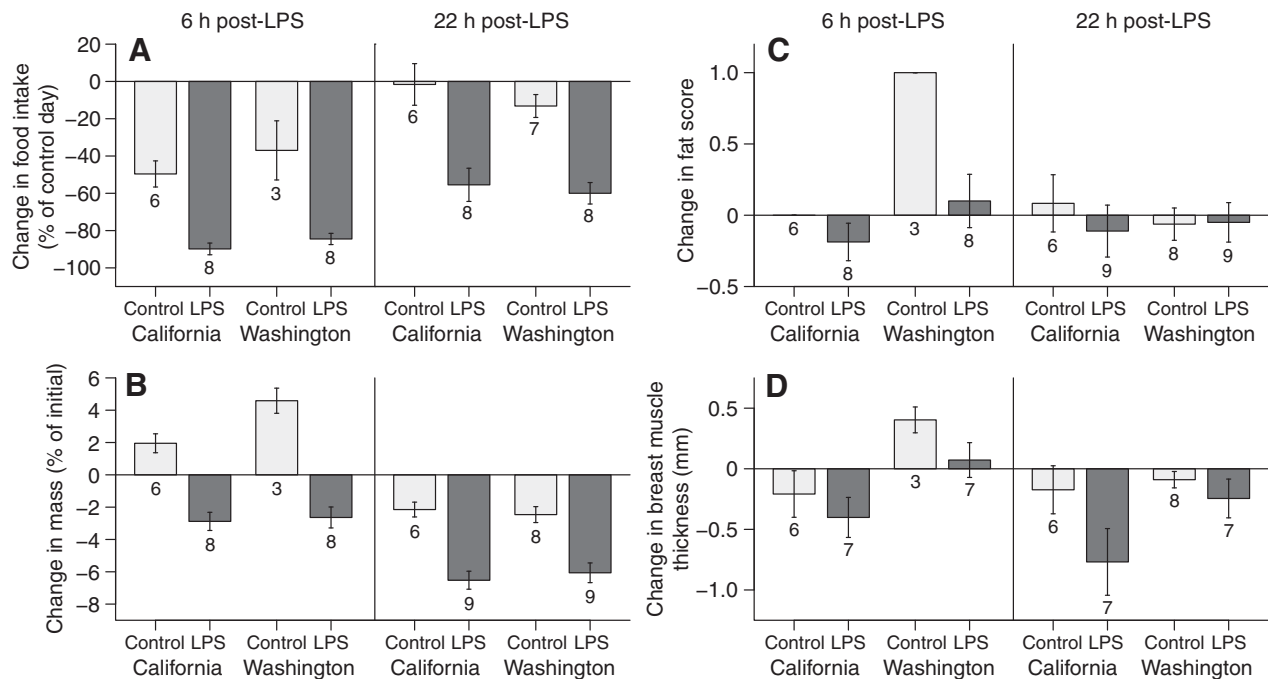 6 h post-LPS
22 h post-LPS
A
Change in food intake
(% of control day)
20
0
−20
−40
−60
−80
−100
6
8
3
8
6
8
7
8
Control LPS Control LPS Control LPS Control LPS
California Washington California Washington
B
Change in mass (% of initial)
6
4
2
0
−2
−4
−6
−8
6
8
3
8
6
9
8
9
Control LPS Control LPS Control LPS Control LPS
California Washington California Washington
6 h post-LPS
22 h post-LPS
C
Change in fat score
1.0
0.5
0
−0.5
6
8
3
8
6
9
8
9
Control LPS Control LPS Control LPS Control LPS
California Washington California Washington
D
Change in breast muscle
thickness (mm)
0.5
0
−0.5
−1.0
6
7
3
7
6
7
8
7
Control LPS Control LPS Control LPS Control LPS
California Washington California Washington